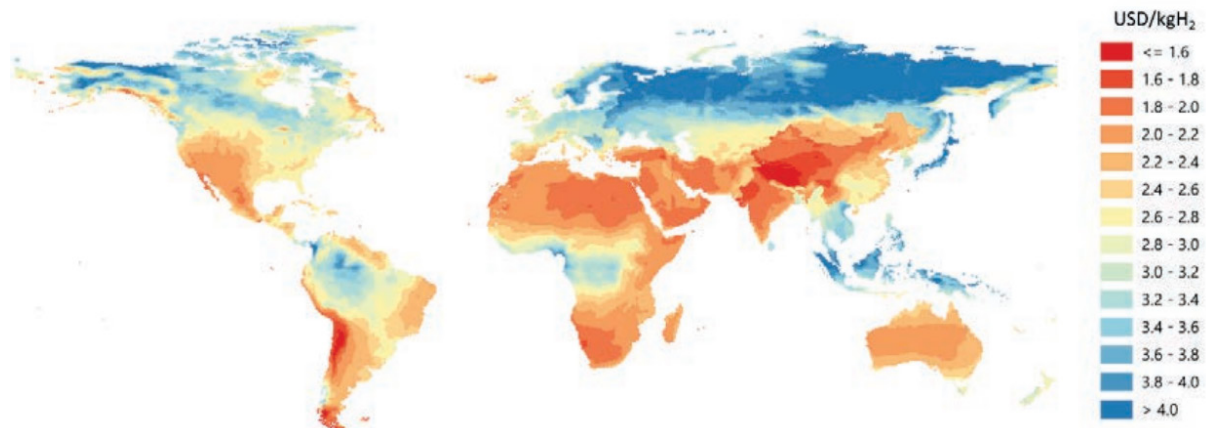 USD/kgH₂
<= 1.6
1.6 - 1.8
1.8 - 2.0
2.0 - 2.2
2.2 - 2.4
2.4 - 2.6
2.6 - 2.8
2.8 - 3.0
3.0 - 3.2
3.2 - 3.4
3.4 - 3.6
3.6 - 3.8
3.8 - 4.0
> 4.0